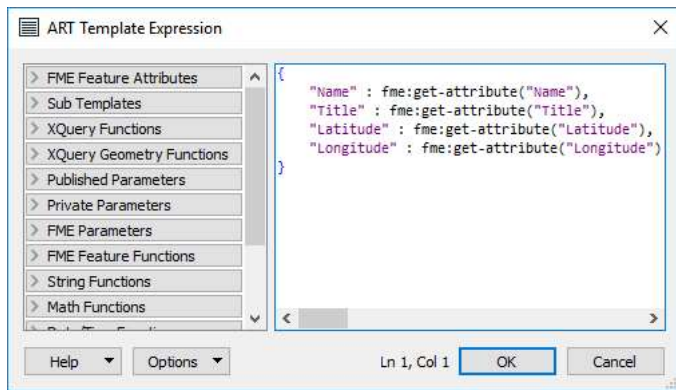 ART Template Expression
FME Feature Attributes
Sub Templates
XQuery Functions
XQuery Geometry Functions
Published Parameters
Private Parameters
FME Parameters
FME Feature Functions
String Functions
Math Functions
{
"Name" : fme:get-attribute("Name"),
"Title" : fme:get-attribute("Title"),
"Latitude" : fme:get-attribute("Latitude"),
"Longitude" : fme:get-attribute("Longitude")
}
Help Options Ln 1, Col 1 OK Cancel